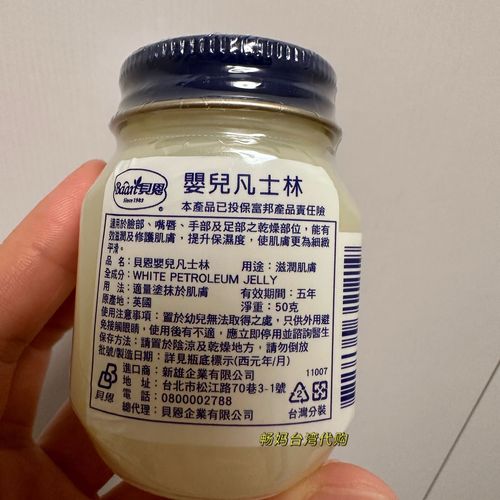 Baan貝恩
Since 1989
嬰兒凡士林
本產品已投保富邦產品責任險
適用於臉部、嘴唇、手部及足部之乾燥部位，能有
效滋潤及修護肌膚，提升保濕度，使肌膚更為細緻
平滑。
品　名：貝恩嬰兒凡士林　用途：滋潤肌膚
全成分：WHITE PETROLEUM JELLY
用　法：適量塗抹於肌膚　有效期間：五年
原產地：英國　淨重：50克
使用注意事項：置於幼兒無法取得之處，只供外用避
免接觸眼睛，使用後有不適，應立即停用並諮詢醫生
保存方法：請置於陰涼及乾燥地方，請勿倒放
批號/製造日期：詳見瓶底標示(西元年/月)
進口商：新雄企業有限公司
地　址：台北市松江路70巷3-1號
電　話：0800002788
總代理：貝恩企業有限公司
貝恩
11007
台灣分裝
畅妈台湾代购